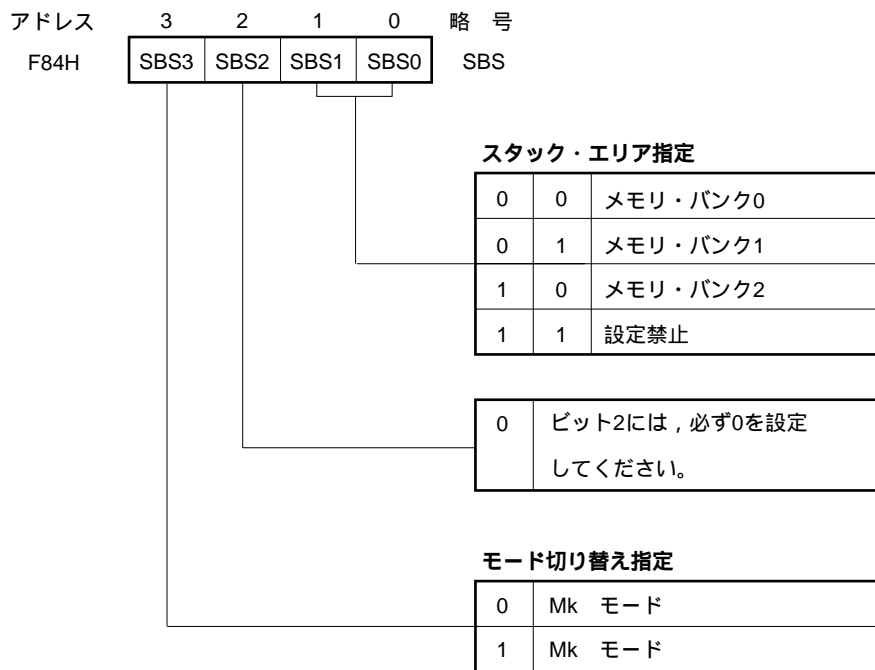 アドレス 3 2 1 0 略 号
F84H SBS3 SBS2 SBS1 SBS0 SBS
スタック・エリア指定
0 0 メモリ・バンク0
0 1 メモリ・バンク1
1 0 メモリ・バンク2
1 1 設定禁止
0 ビット2には，必ず0を設定
してください。
モード切り替え指定
0 Mk モード
1 Mk モード